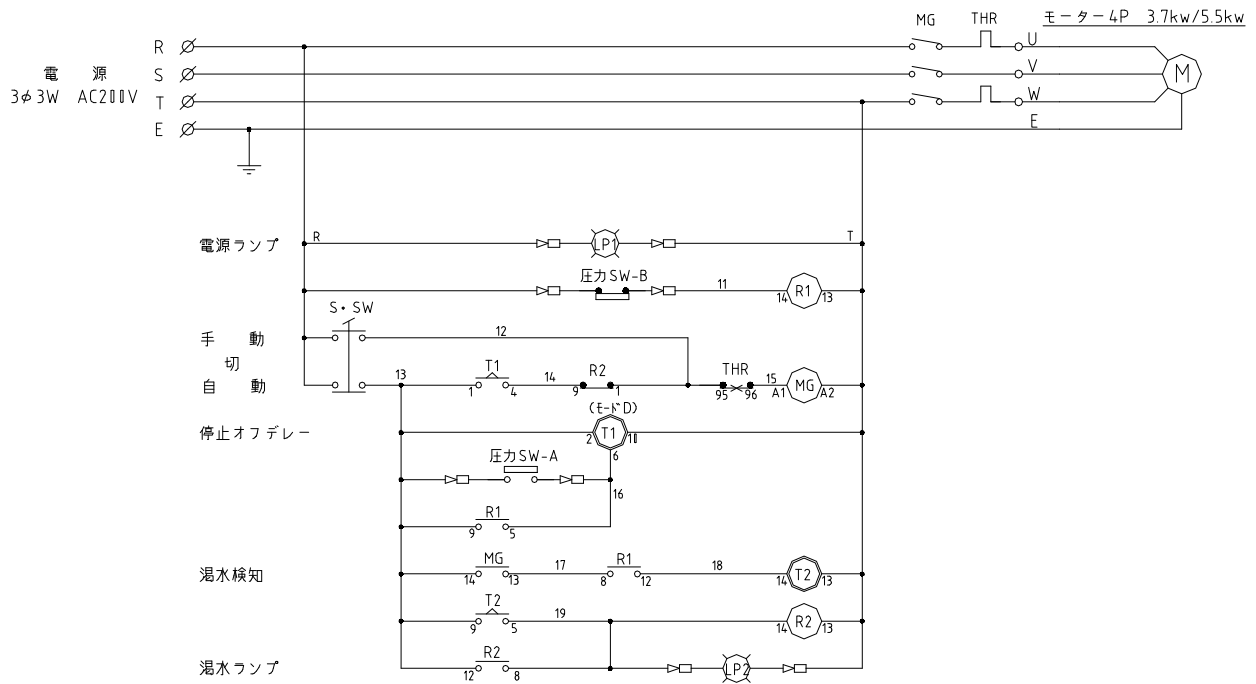 MG THR モーター4P 3.7kw/5.5kw
R U
電 源 S V M
3φ3W AC200V T W
E E
電源ランプ R LP1 T
圧力SW-B 11 14 R1 13
S・SW
手 動 12
切
自 動 13 1 T1 4 14 9 R2 1 95 THR 96 15 A1 MG A2
(モードD)
停止オフデレー 2 T1 10
6
圧力SW-A
16
9 R1 5
渇水検知 14 MG 13 17 8 R1 12 18 14 T2 13
9 T2 5 19 14 R2 13
渇水ランプ 12 R2 8 LP2